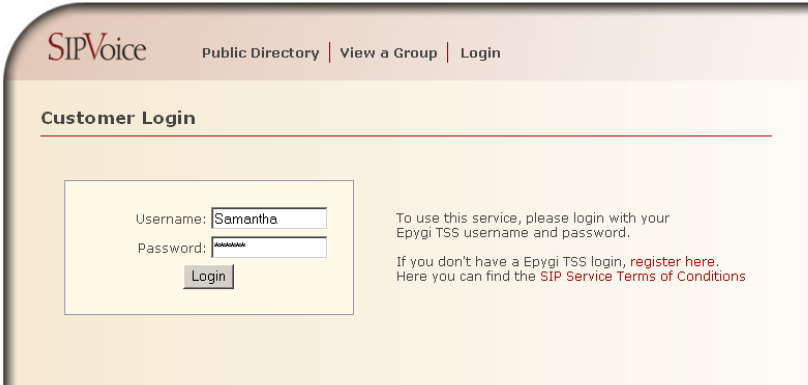 SIPVoice
Public Directory | View a Group | Login
Customer Login
Username: Samantha
Password: ******
Login
To use this service, please login with your
Epygi TSS username and password.
If you don't have a Epygi TSS login, register here.
Here you can find the SIP Service Terms of Conditions